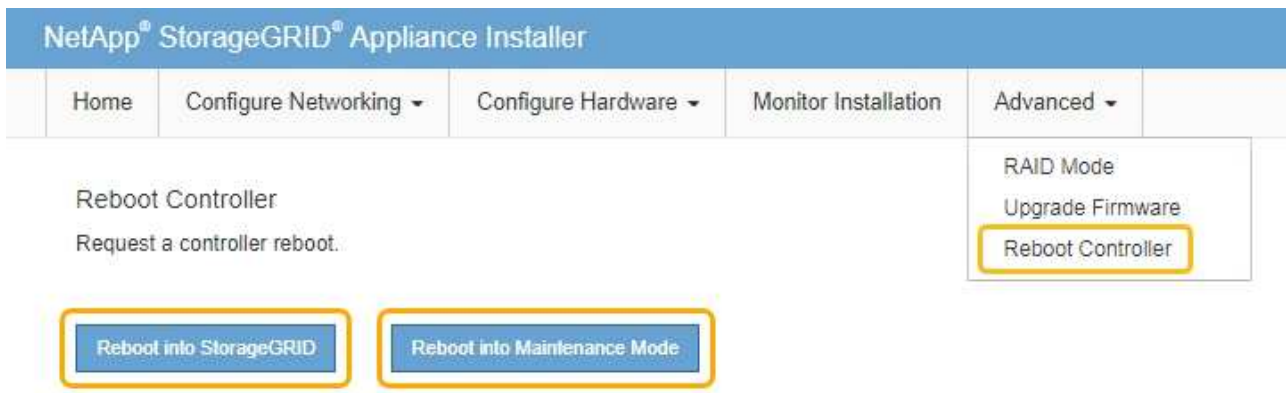 NetApp® StorageGRID® Appliance Installer
Home Configure Networking Configure Hardware Monitor Installation Advanced
RAID Mode
Upgrade Firmware
Reboot Controller
Reboot Controller
Request a controller reboot.
Reboot into StorageGRID Reboot into Maintenance Mode